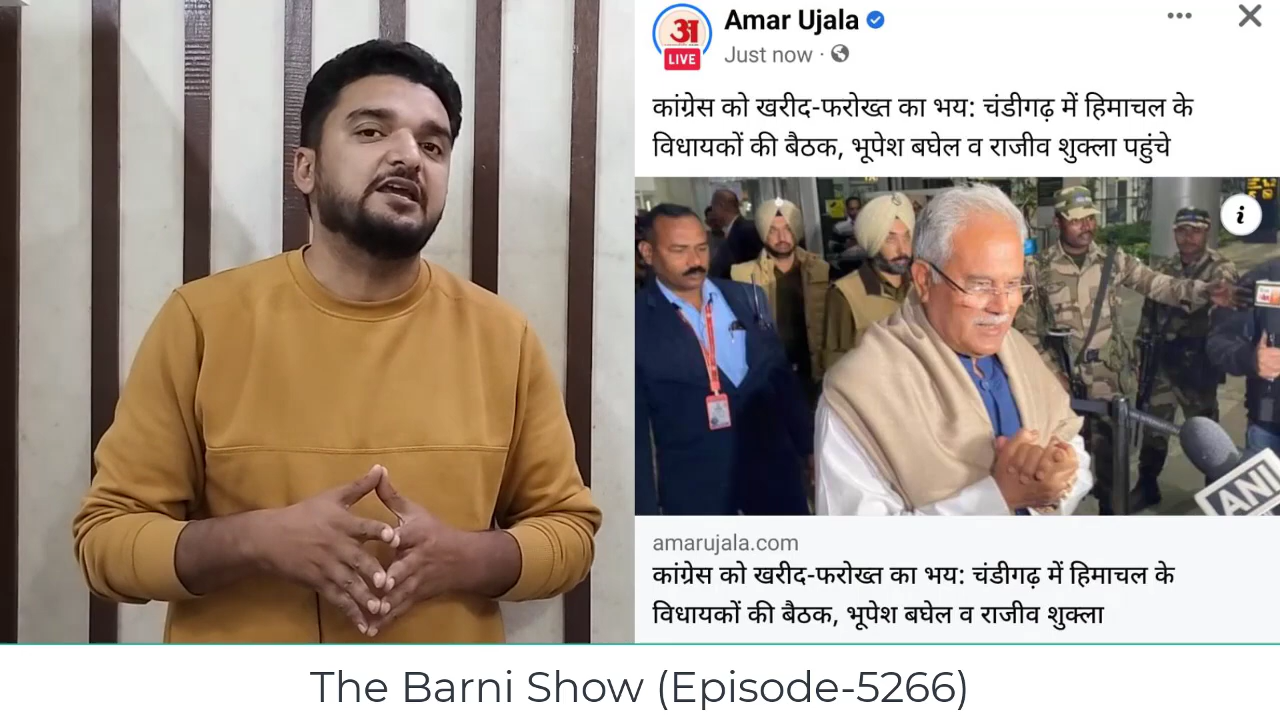 अ
LIVE
Amar Ujala
Just now ·
कांग्रेस को खरीद-फरोख्त का भय: चंडीगढ़ में हिमाचल के
विधायकों की बैठक, भूपेश बघेल व राजीव शुक्ला पहुंचे
ANI
amarujala.com
कांग्रेस को खरीद-फरोख्त का भय: चंडीगढ़ में हिमाचल के
विधायकों की बैठक, भूपेश बघेल व राजीव शुक्ला
The Barni Show (Episode-5266)